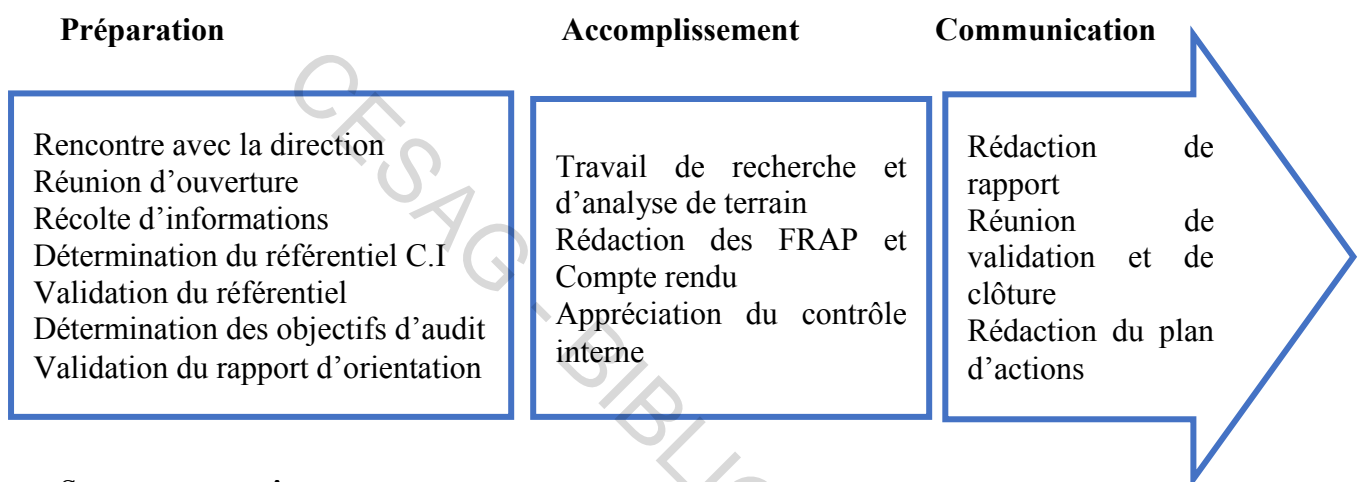 Préparation
Accomplissement
Communication
Rencontre avec la direction
Réunion d'ouverture
Récolte d'informations
Détermination du référentiel C.I
Validation du référentiel
Détermination des objectifs d'audit
Validation du rapport d'orientation
Travail de recherche et
d'analyse de terrain
Rédaction des FRAP et
Compte rendu
Appréciation du contrôle
interne
Rédaction de
rapport
Réunion de
validation et de
clôture
Rédaction du plan
d'actions
CESAG - BIBLIO